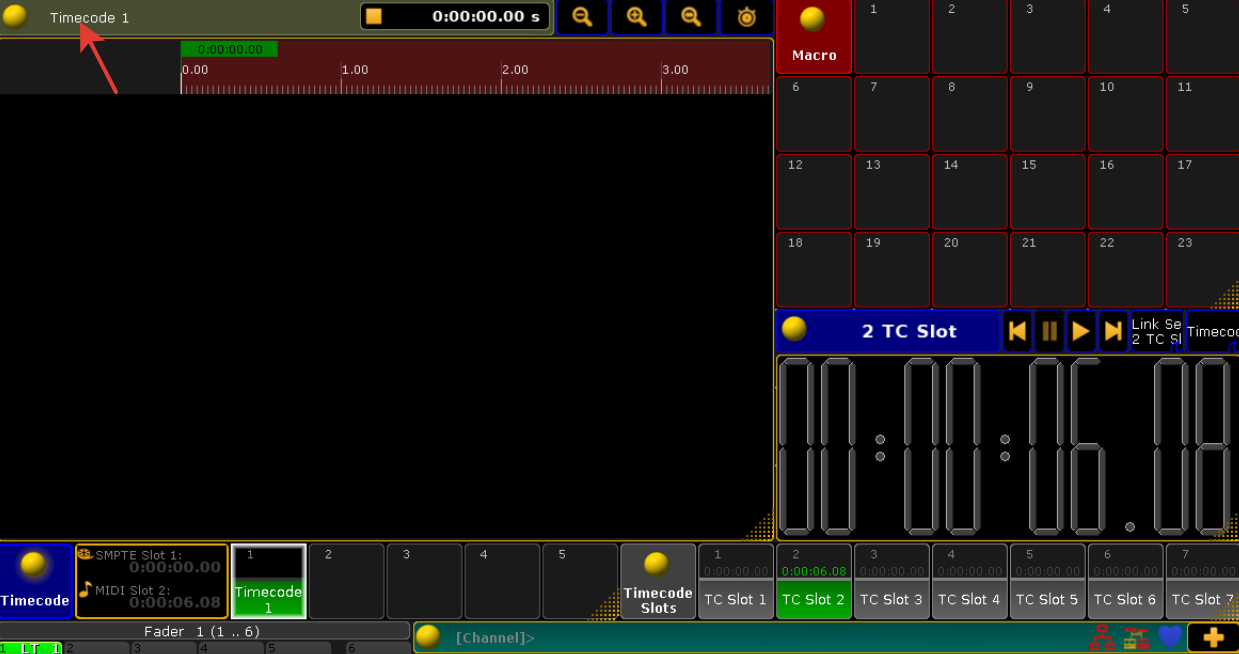 Timecode 1
0:00:00.00 s
0:00:00.00
0.00 1.00 2.00 3.00
Macro
1 2 3 4 5
6 7 8 9 10 11
12 13 14 15 16 17
18 19 20 21 22 23
2 TC Slot
Link Se
2 TC Sl
Timecod
00:00:06.08
Timecode
SMPTE Slot 1:
0:00:00.00
MIDI Slot 2:
0:00:06.08
1 2 3 4 5
Timecode
1
Timecode
Slots
1 2 3 4 5 6 7
0:00:00.00 0:00:06.08 0:00:00.00 0:00:00.00 0:00:00.00 0:00:00.00 0:00:00.00
TC Slot 1 TC Slot 2 TC Slot 3 TC Slot 4 TC Slot 5 TC Slot 6 TC Slot 7
Fader 1 (1 .. 6)
1 LT 1 2 3 4 5 6
[Channel]>